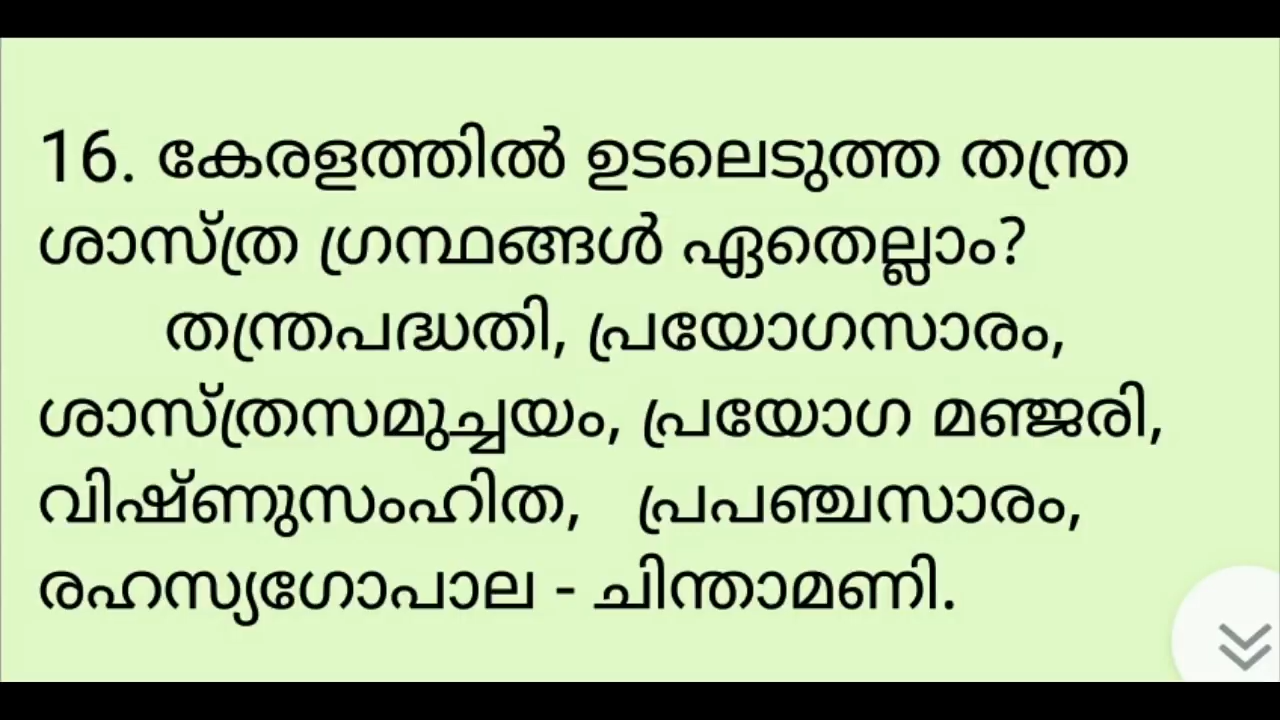 16. കേരളത്തിൽ ഉടലെടുത്ത തന്ത്ര
ശാസ്ത്ര ഗ്രന്ഥങ്ങൾ ഏതെല്ലാം?
തന്ത്രപദ്ധതി, പ്രയോഗസാരം,
ശാസ്ത്രസമുച്ചയം, പ്രയോഗ മഞ്ജരി,
വിഷ്ണുസംഹിത, പ്രപഞ്ചസാരം,
രഹസ്യഗോപാല - ചിന്താമണി.